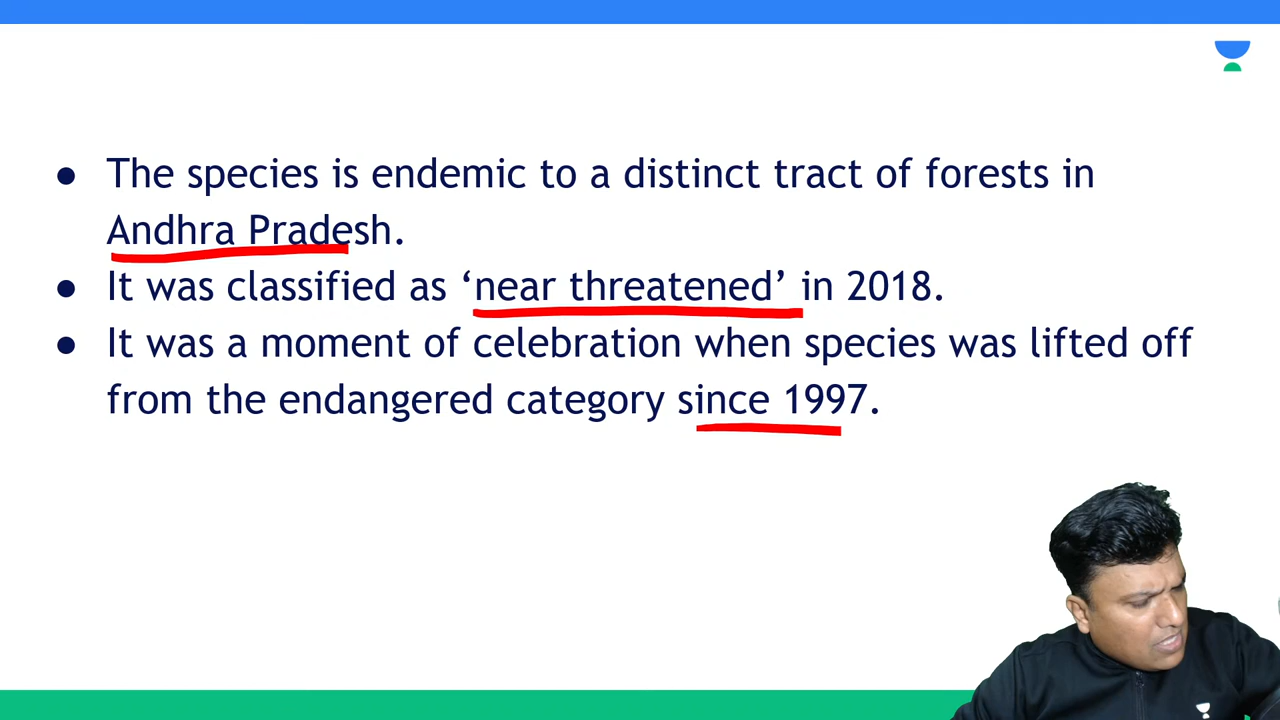 ● The species is endemic to a distinct tract of forests in
Andhra Pradesh.
● It was classified as ‘near threatened’ in 2018.
● It was a moment of celebration when species was lifted off
from the endangered category since 1997.